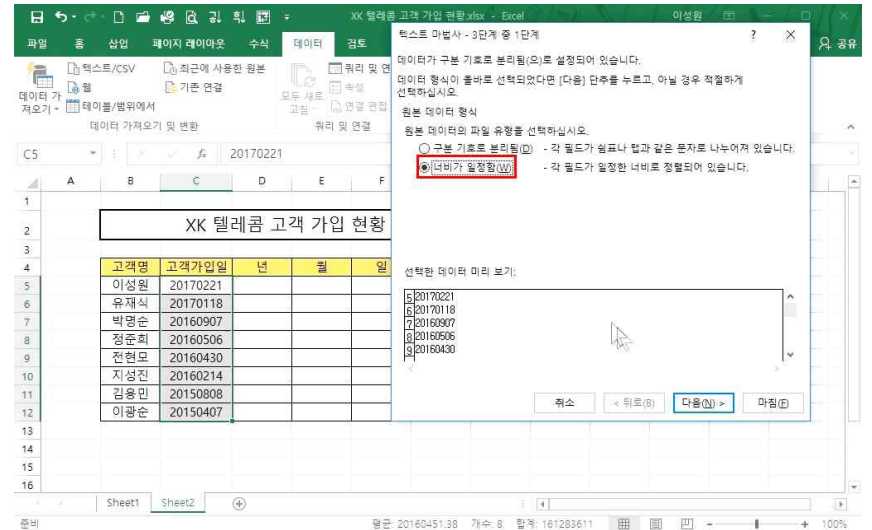 XK 텔레콤 고객 가입 현황.xlsx - Excel
이성원
파일 홈 삽입 페이지 레이아웃 수식 데이터 검토
공유
텍스트/CSV
웹
테이블/범위에서
최근에 사용한 원본
기존 연결
데이터 가
져오기
모두 새로
고침
쿼리 및 연
속성
연결 편집
데이터 가져오기 및 변환
쿼리 및 연결
C5
fx 20170221
A B C D E F
1
2 XK 텔레콤 고객 가입 현황
3
4 고객명 고객가입일 년 월 일
5 이성원 20170221
6 유재식 20170118
7 박명순 20160907
8 정준희 20160506
9 전현모 20160430
10 지성진 20160214
11 김용민 20150808
12 이광순 20150407
13
14
15
16
Sheet1 Sheet2
준비
평균: 20160451.38 개수: 8 합계: 161283611
100%
텍스트 마법사 - 3단계 중 1단계
데이터가 구분 기호로 분리됨(으)로 설정되어 있습니다.
데이터 형식이 올바로 선택되었다면 [다음] 단추를 누르고, 아닐 경우 적절하게
선택하십시오.
원본 데이터 형식
원본 데이터의 파일 유형을 선택하십시오.
구분 기호로 분리됨(D) - 각 필드가 쉼표나 탭과 같은 문자로 나누어져 있습니다.
너비가 일정함(W) - 각 필드가 일정한 너비로 정렬되어 있습니다.
선택한 데이터 미리 보기:
5 20170221
6 20170118
7 20160907
8 20160506
9 20160430
취소 < 뒤로(B) 다음(N) > 마침(F)